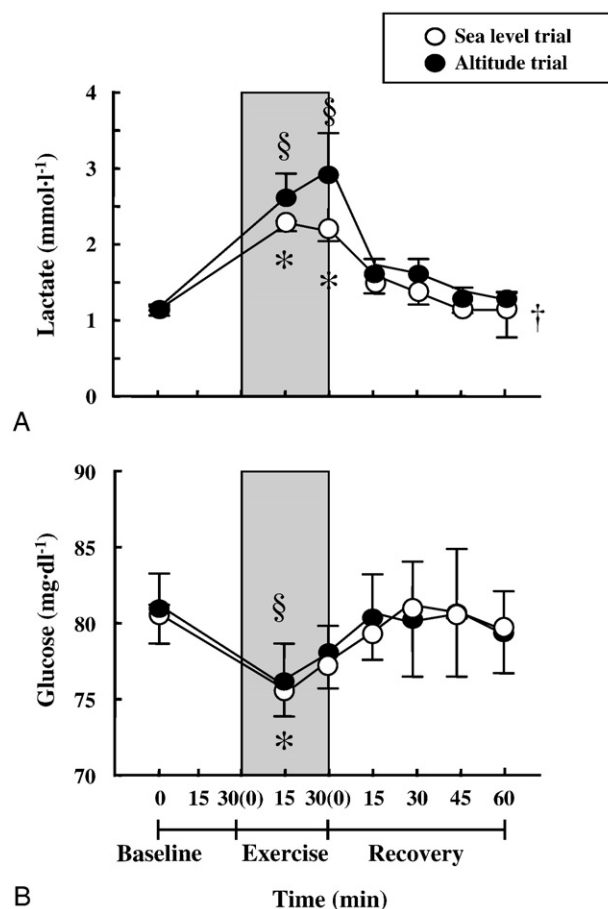 Sea level trial
Altitude trial
Lactate (mmol·l⁻¹)
4
3
2
1
0
§
§
*
*
†
A
Glucose (mg·dl⁻¹)
90
85
80
75
70
§
*
0 15 30(0) 15 30(0) 15 30 45 60
Baseline Exercise Recovery
B
Time (min)